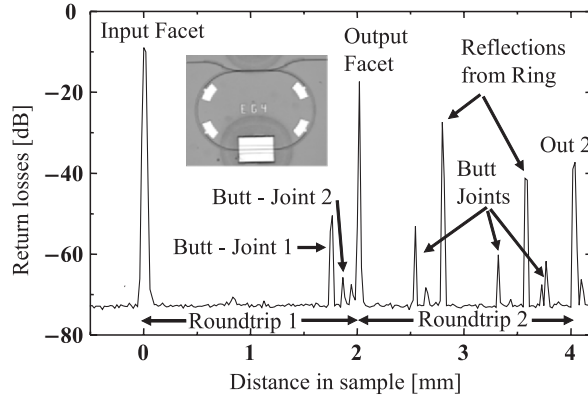 0
Input Facet
Output
Facet
Reflections
from Ring
−20
E G 4
−40
Butt - Joint 2
Butt
Joints
Out 2
Butt - Joint 1
−60
−80
Roundtrip 1
Roundtrip 2
0
1
2
3
4
Return losses [dB]
Distance in sample [mm]